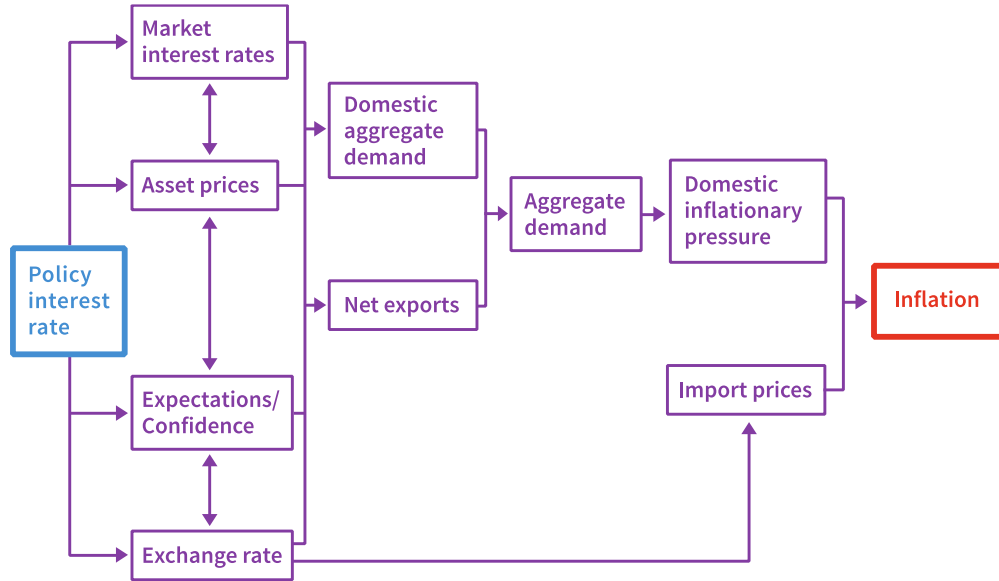 Market
interest rates
Domestic
aggregate
demand
Asset prices
Domestic
inflationary
pressure
Aggregate
demand
Policy
interest
rate
Net exports
Inflation
Expectations/
Confidence
Import prices
Exchange rate